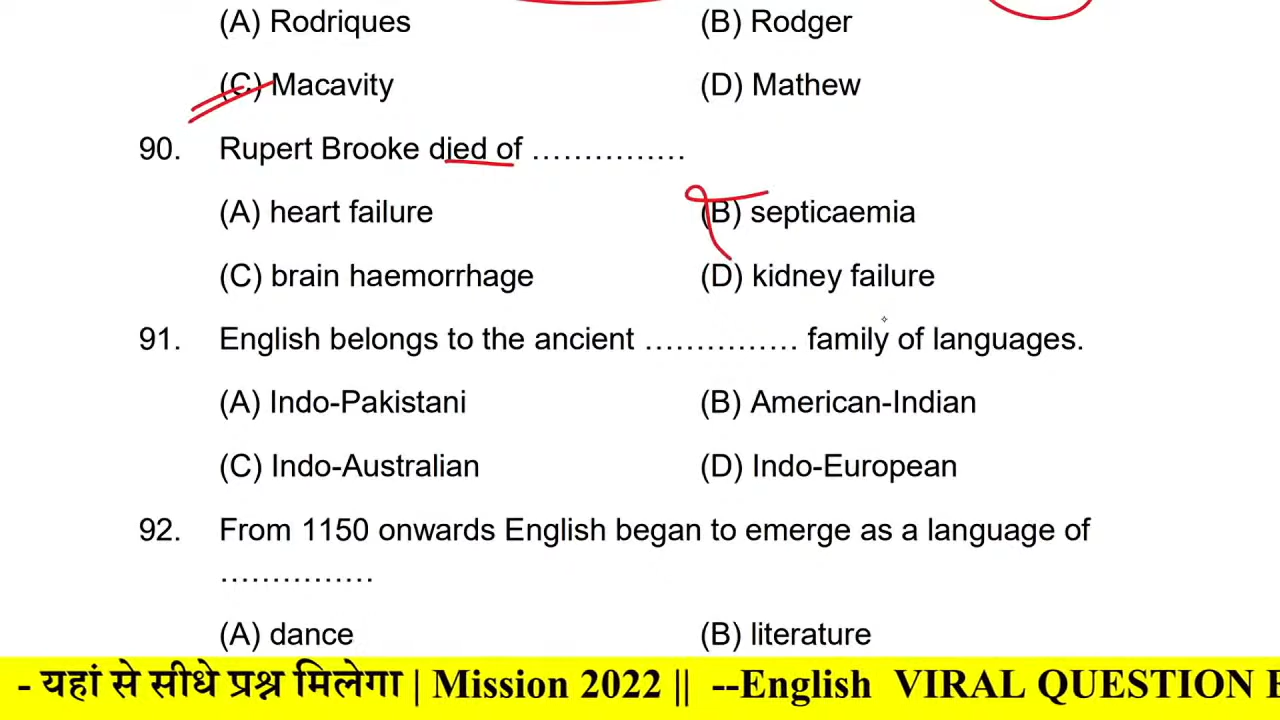 (A) Rodriques (B) Rodger
(C) Macavity (D) Mathew
90. Rupert Brooke died of ……………
(A) heart failure (B) septicaemia
(C) brain haemorrhage (D) kidney failure
91. English belongs to the ancient …………… family of languages.
(A) Indo-Pakistani (B) American-Indian
(C) Indo-Australian (D) Indo-European
92. From 1150 onwards English began to emerge as a language of
……………
(A) dance (B) literature
- यहां से सीधे प्रश्न मिलेगा | Mission 2022 || --English VIRAL QUESTION